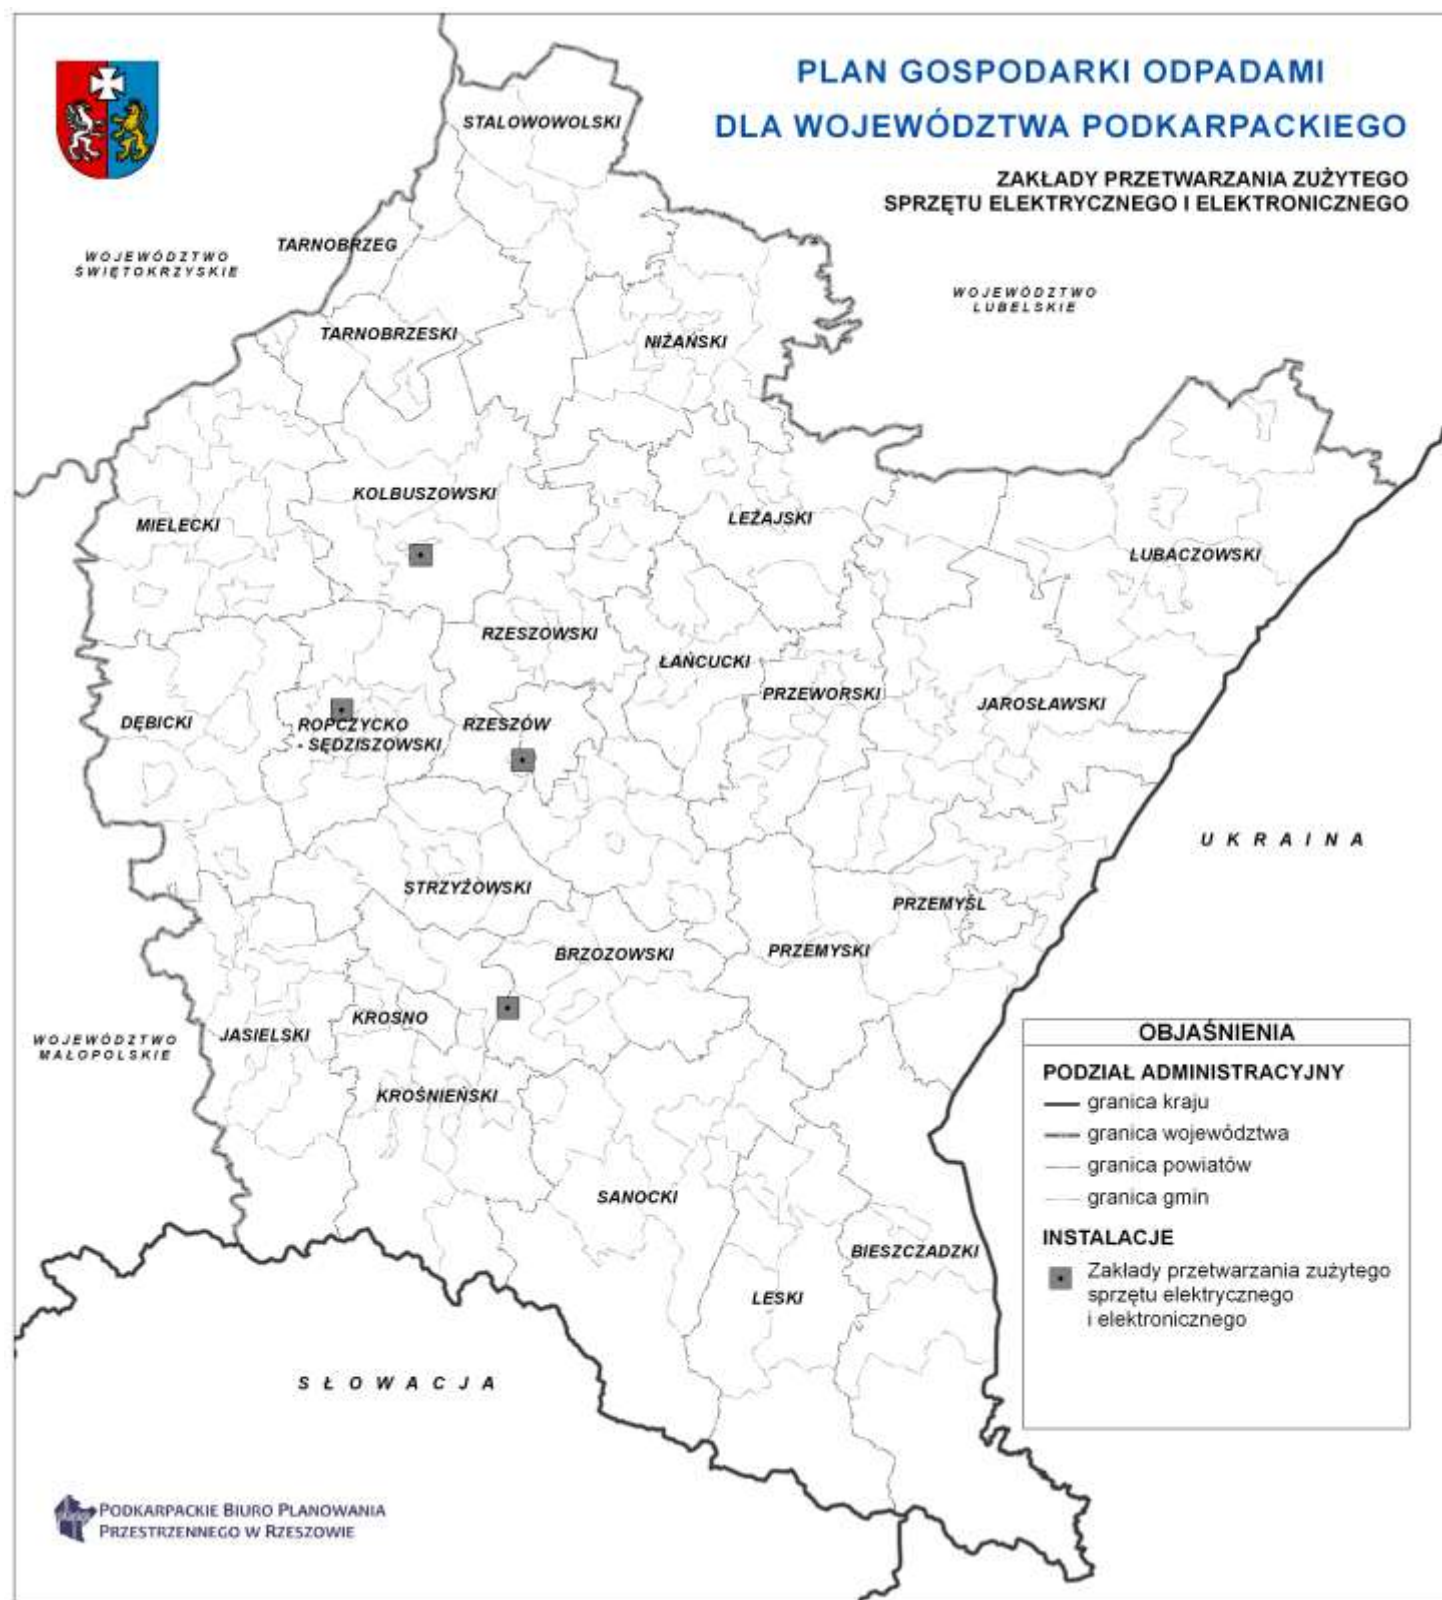 PLAN GOSPODARKI ODPADAMI
DLA WOJEWÓDZTWA PODKARPACKIEGO
ZAKŁADY PRZETWARZANIA ZUŻYTEGO
SPRZĘTU ELEKTRYCZNEGO I ELEKTRONICZNEGO
STALOWOWOLSKI
TARNOBRZEG
WOJEWÓDZTWO
ŚWIĘTOKRZYSKIE
WOJEWÓDZTWO
LUBELSKIE
TARNOBRZESKI
NIŻAŃSKI
KOLBUSZOWSKI
MIELECKI
LEŻAJSKI
LUBACZOWSKI
RZESZOWSKI
ŁAŃCUCKI
PRZEWORSKI
JAROSŁAWSKI
DĘBICKI
ROPCZYCKO
- SĘDZISZOWSKI
RZESZÓW
UKRAINA
STRZYŻOWSKI
PRZEMYŚL
BRZOZOWSKI
PRZEMYSKI
KROSNO
JASIELSKI
WOJEWÓDZTWO
MAŁOPOLSKIE
KROŚNIEŃSKI
SANOCKI
BIESZCZADZKI
LESKI
SŁOWACJA
OBJAŚNIENIA
PODZIAŁ ADMINISTRACYJNY
granica kraju
granica województwa
granica powiatów
granica gmin
INSTALACJE
Zakłady przetwarzania zużytego
sprzętu elektrycznego
i elektronicznego
PODKARPACKIE BIURO PLANOWANIA
PRZESTRZENNEGO W RZESZOWIE